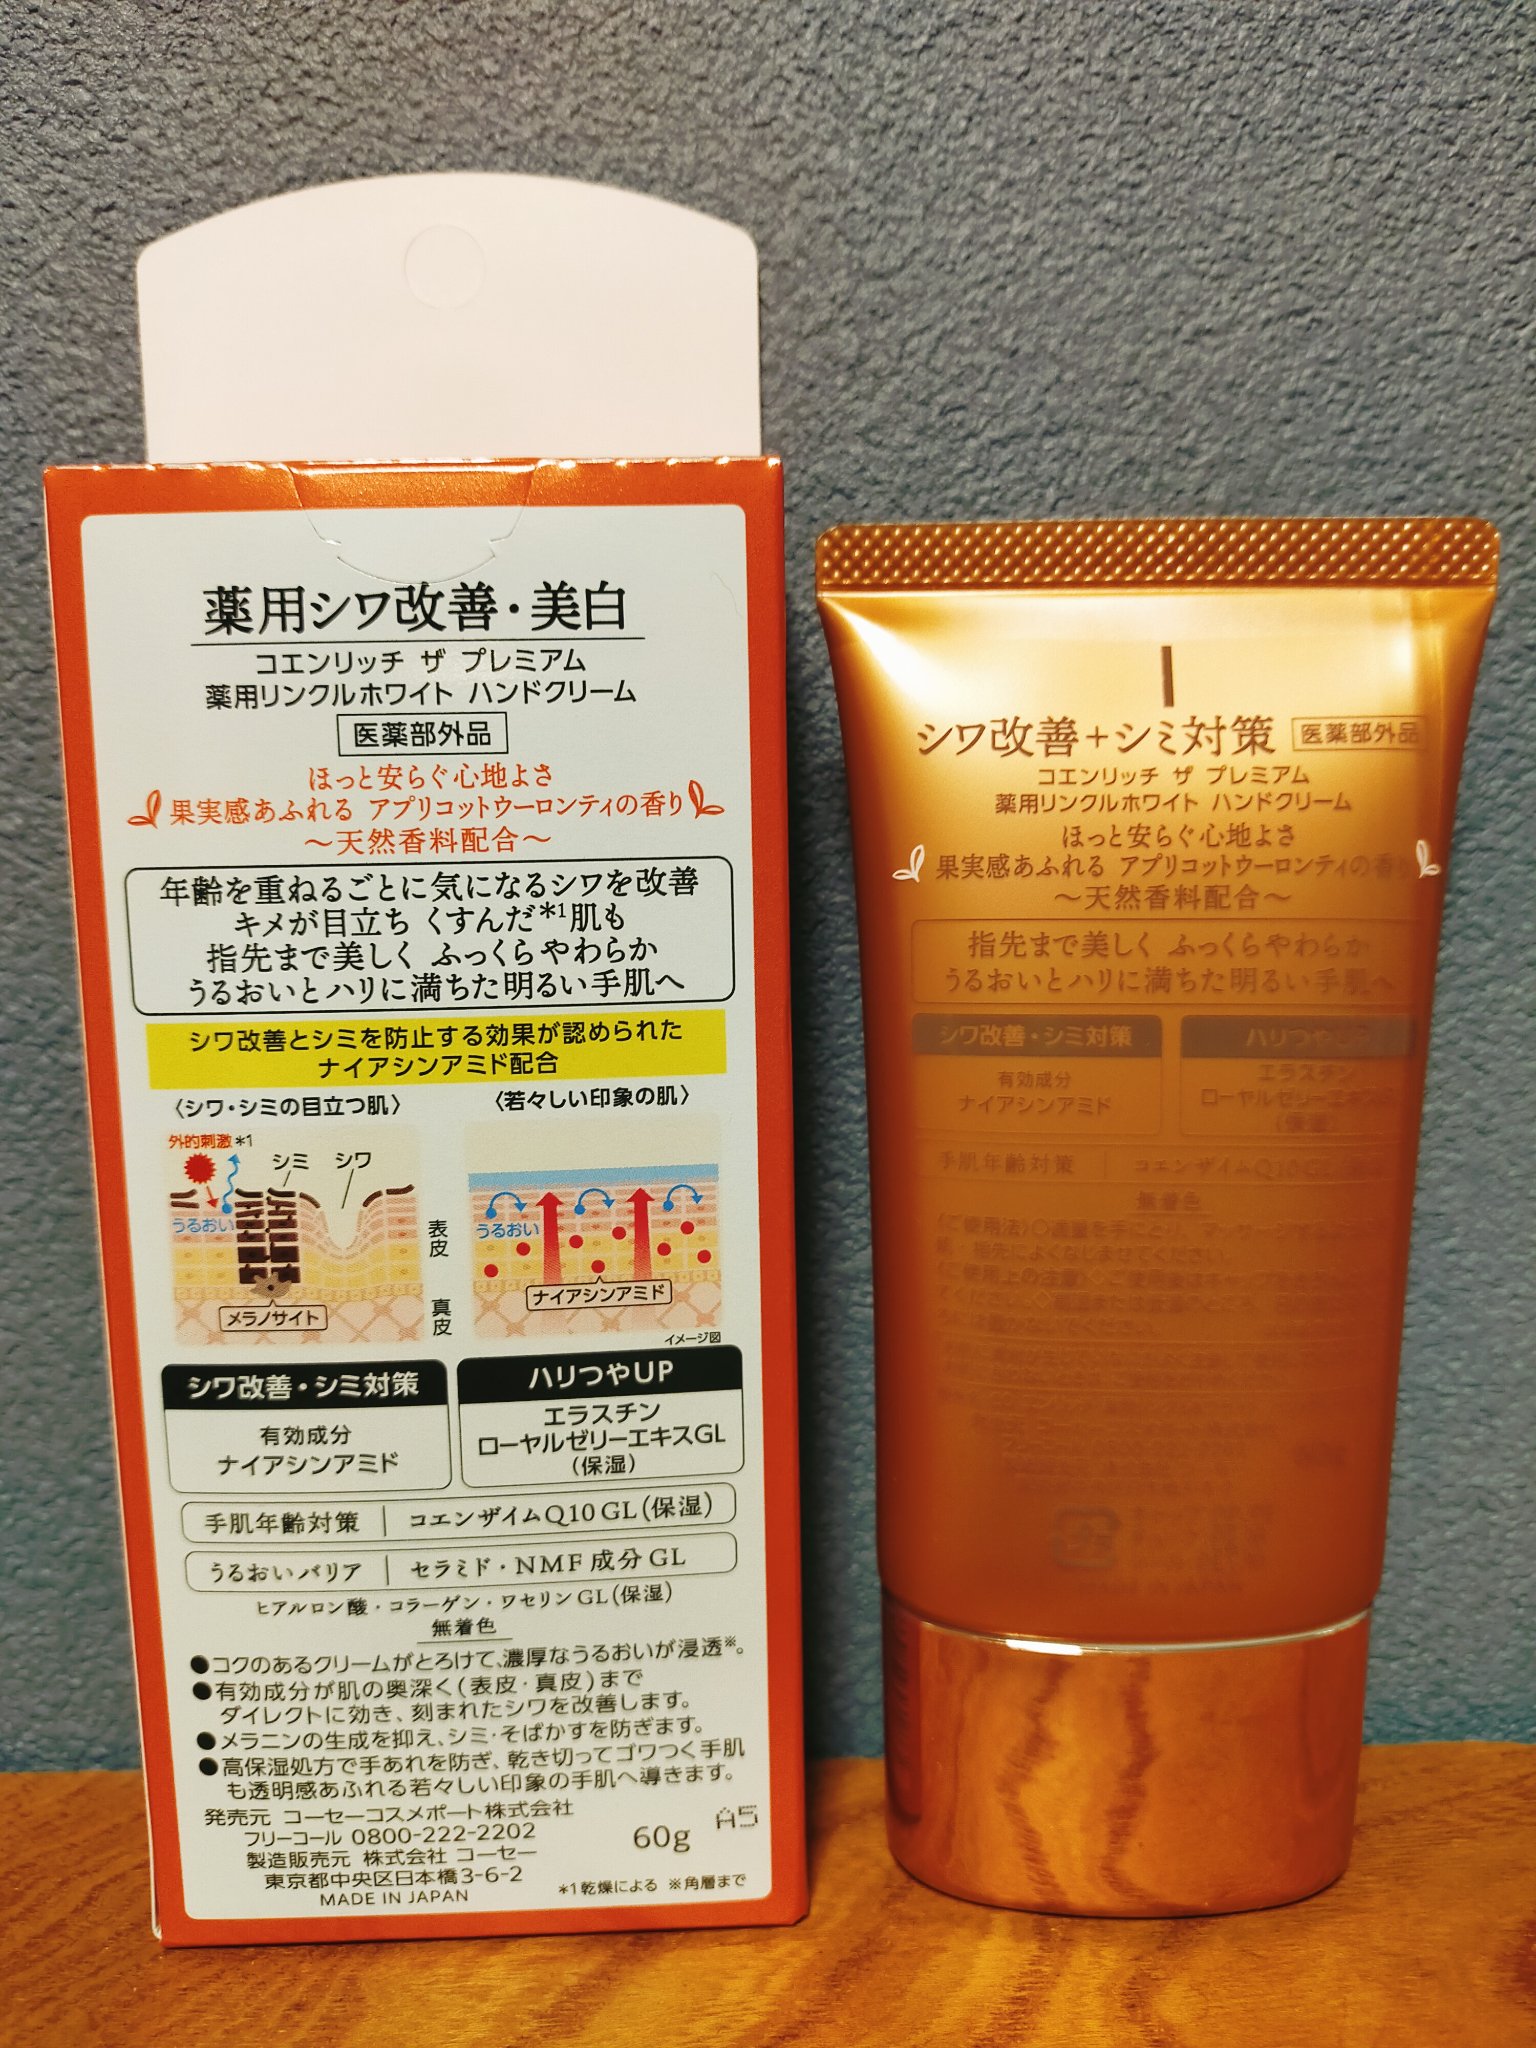 薬用シワ改善・美白
コエンリッチ ザ プレミアム
薬用リンクルホワイト ハンドクリーム
医薬部外品
ほっと安らぐ心地よさ
果実感あふれる アプリコットウーロンティの香り
～天然香料配合～
年齢を重ねるごとに気になるシワを改善
キメが目立ち くすんだ*1肌も
指先まで美しく ふっくらやわらか
うるおいとハリに満ちた明るい手肌へ
シワ改善とシミを防止する効果が認められた
ナイアシンアミド配合
〈シワ・シミの目立つ肌〉
〈若々しい印象の肌〉
外的刺激*1
シミ
シワ
うるおい
メラノサイト
表皮
真皮
うるおい
ナイアシンアミド
イメージ図
シワ改善・シミ対策
有効成分
ナイアシンアミド
ハリつやUP
エラスチン
ローヤルゼリーエキスGL
(保湿)
手肌年齢対策 | コエンザイムQ10 GL(保湿)
うるおいバリア | セラミド・NMF成分GL
ヒアルロン酸・コラーゲン・ワセリンGL(保湿)
無着色
●コクのあるクリームがとろけて、濃厚なうるおいが浸透※。
●有効成分が肌の奥深く(表皮・真皮)まで
ダイレクトに効き、刻まれたシワを改善します。
●メラニンの生成を抑え、シミ・そばかすを防ぎます。
●高保湿処方で手あれを防ぎ、乾き切ってゴワつく手肌
も透明感あふれる若々しい印象の手肌へ導きます。
発売元 コーセーコスメポート株式会社
フリーコール 0800-222-2202
製造販売元 株式会社 コーセー
東京都中央区日本橋3-6-2
MADE IN JAPAN
60g
A5
*1乾燥による ※角層まで
シワ改善+シミ対策 医薬部外品
コエンリッチ ザ プレミアム
薬用リンクルホワイト ハンドクリーム
ほっと安らぐ心地よさ
果実感あふれる アプリコットウーロンティの香り
～天然香料配合～
指先まで美しく ふっくらやわらか
うるおいとハリに満ちた明るい手肌へ
シワ改善・シミ対策
有効成分
ナイアシンアミド
ハリつやUP
エラスチン
手肌年齢対策 | コエンザイムQ10
無着色